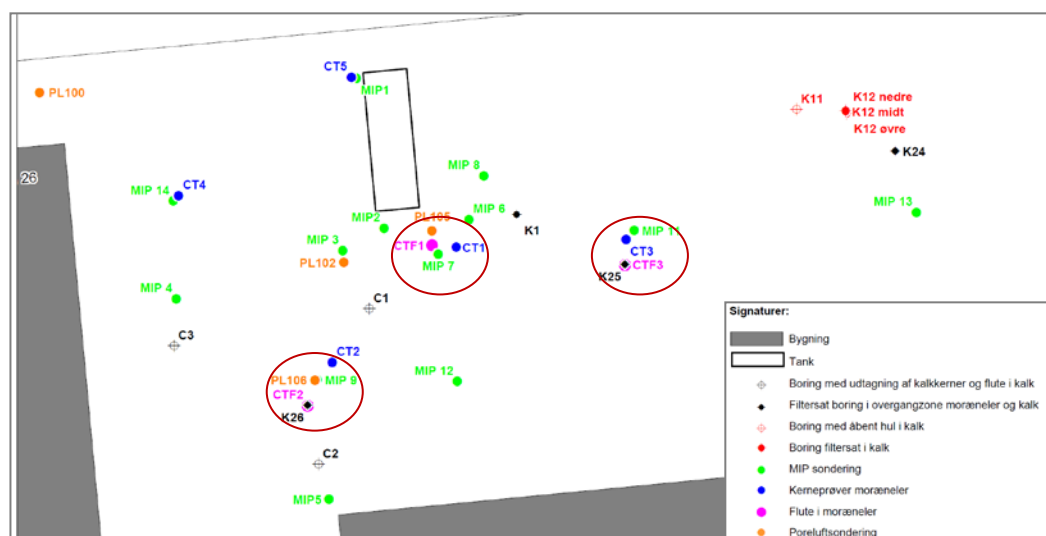 CT5
MIP1
PL100
K11
K12 nedre
K12 midt
K12 øvre
K24
26
MIP 8
MIP 14
CT4
MIP 13
MIP 6
PL105
K1
MIP2
MIP 11
MIP 3
CTF1
CT1
CT3
PL102
MIP 7
CTF3
K25
MIP 4
C1
C3
CT2
PL106
MIP 9
MIP 12
CTF2
K26
C2
MIP5
Signaturer:
Bygning
Tank
Boring med udtagning af kalkkerner og flute i kalk
Filtersat boring i overgangzone moræneler og kalk
Boring med åbent hul i kalk
Boring filtersat i kalk
MIP sondering
Kerneprøver moræneler
Flute i moræneler
Poreluftsondering